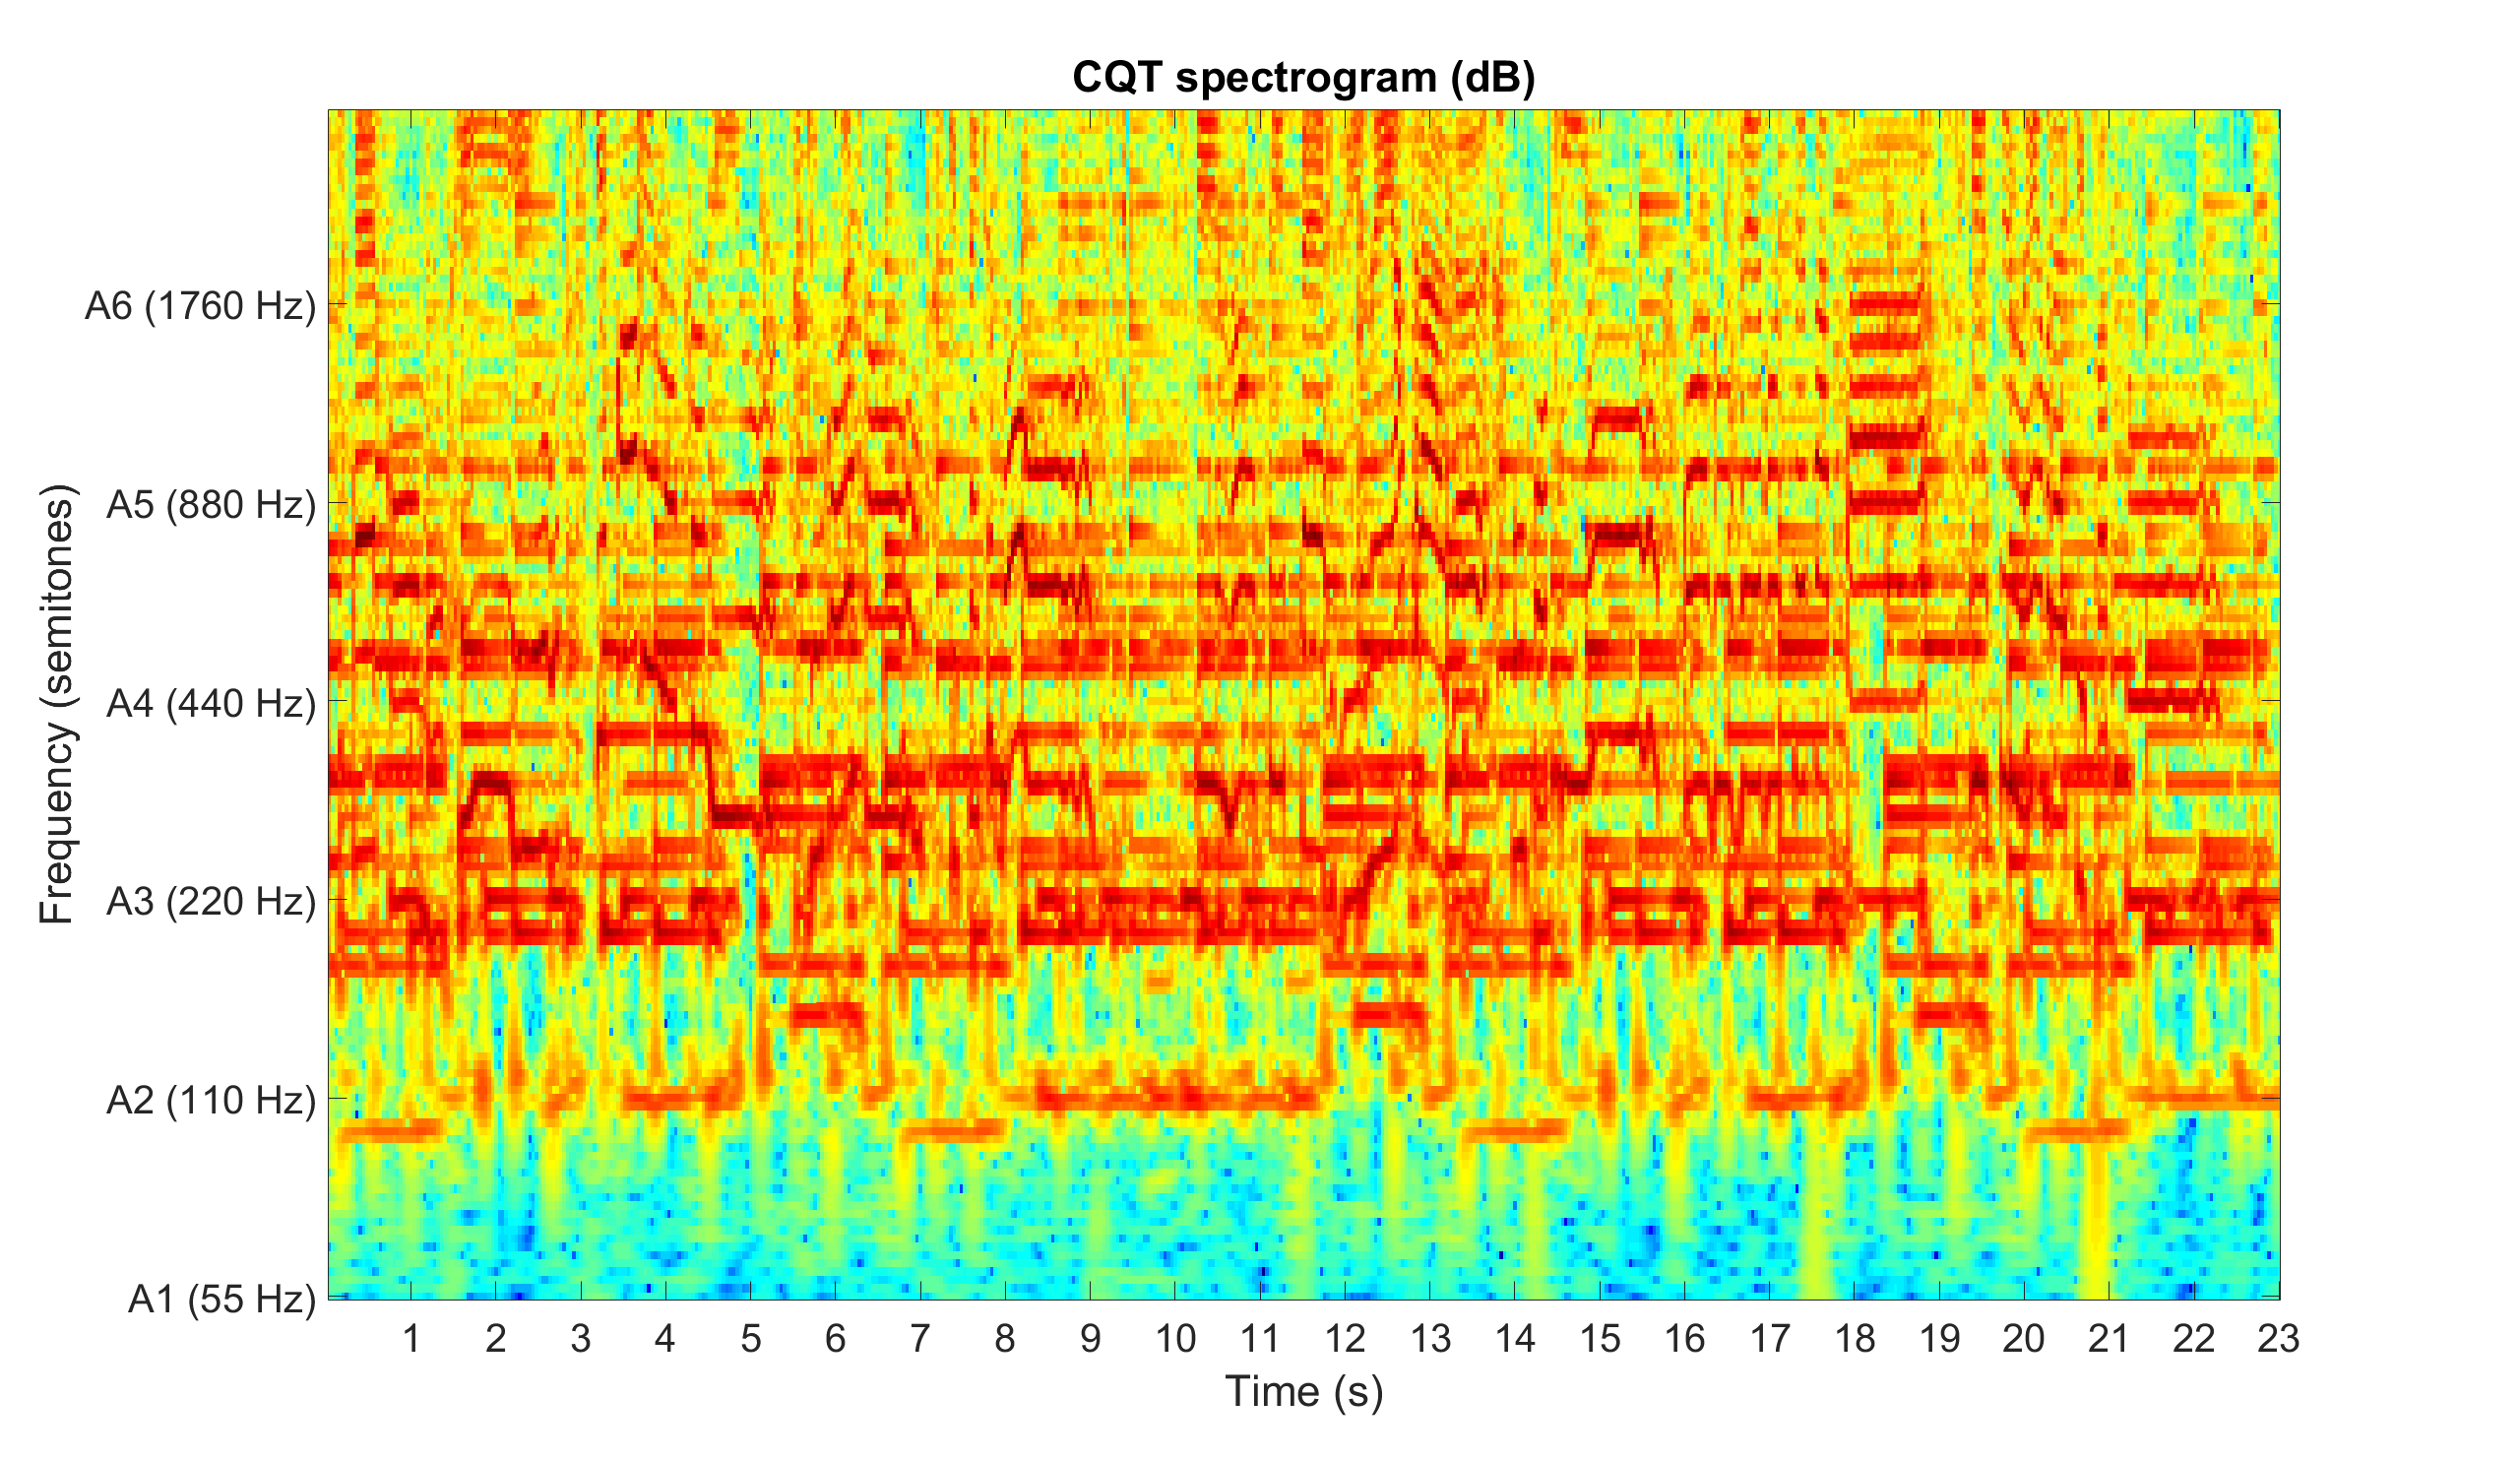 CQT spectrogram (dB)
Frequency (semitones)
A6 (1760 Hz)
A5 (880 Hz)
A4 (440 Hz)
A3 (220 Hz)
A2 (110 Hz)
A1 (55 Hz)
1 2 3 4 5 6 7 8 9 10 11 12 13 14 15 16 17 18 19 20 21 22 23
Time (s)